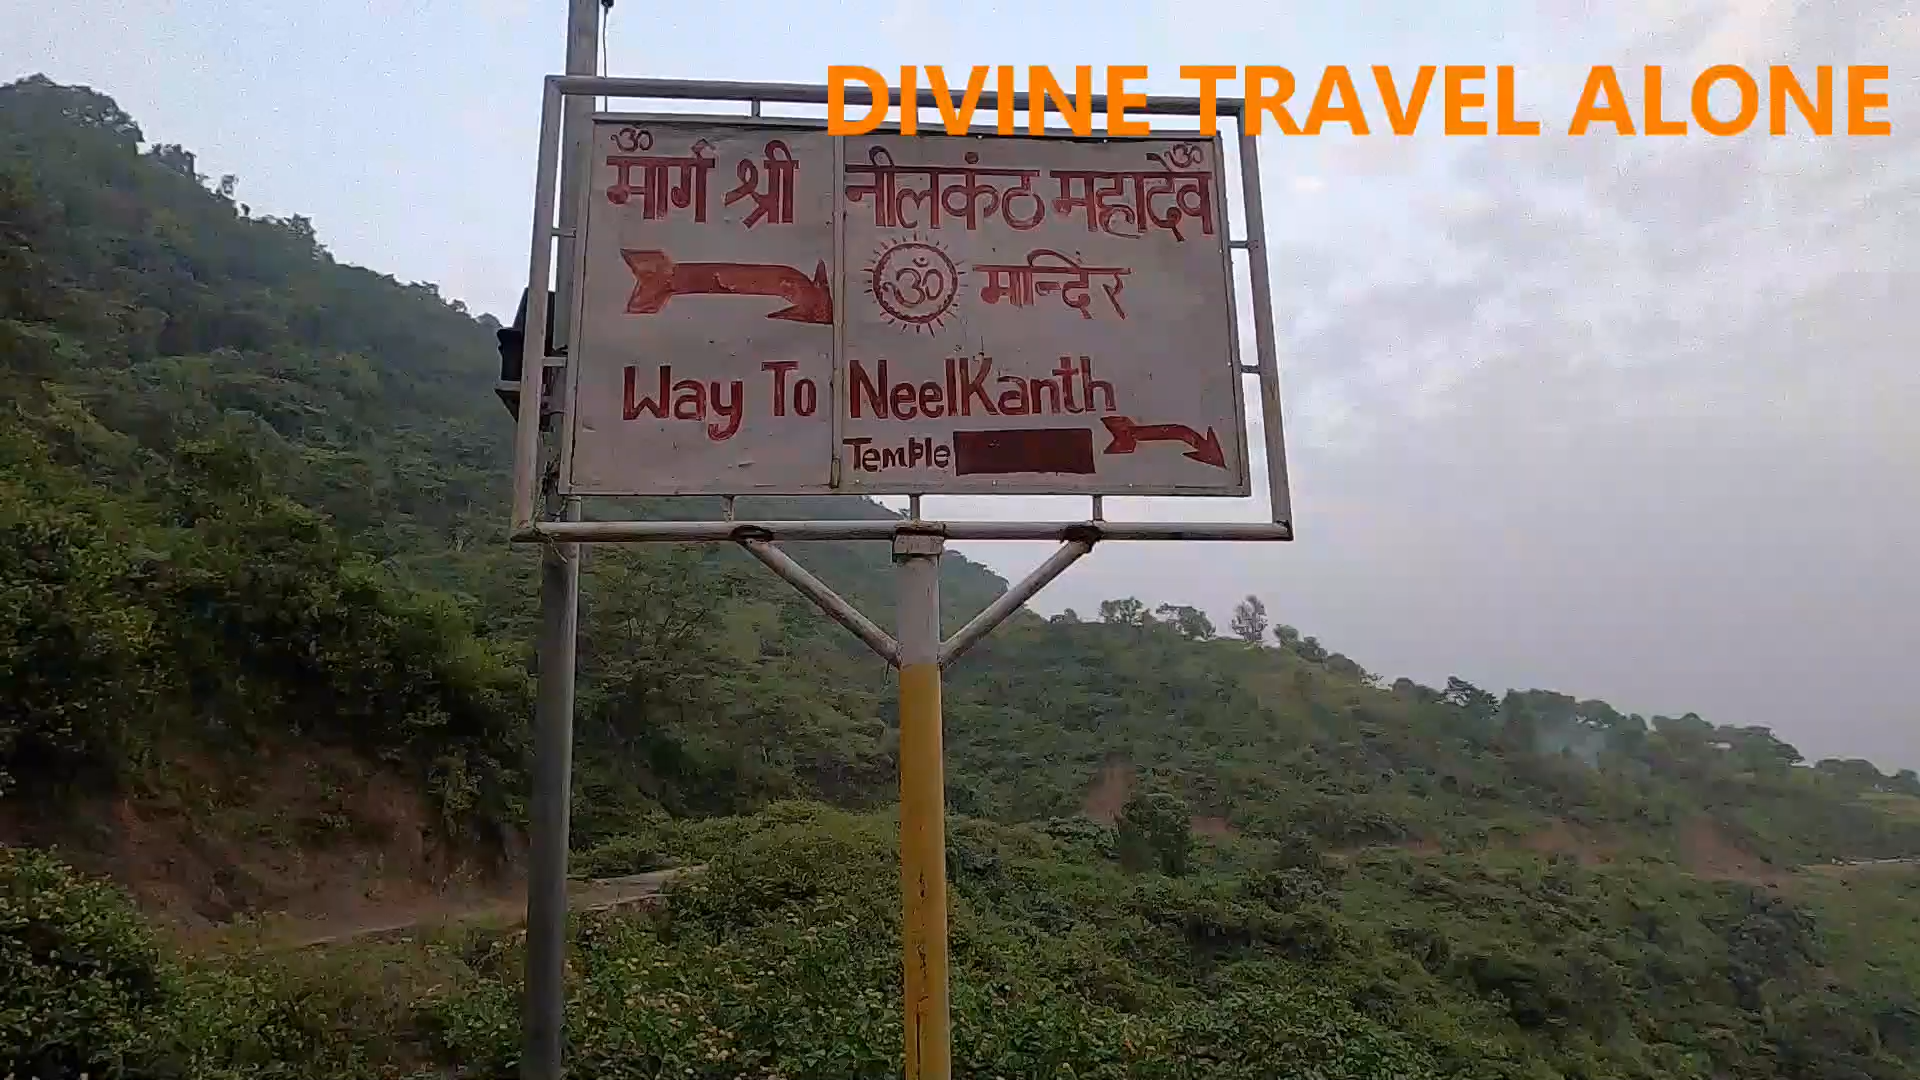 DIVINE TRAVEL ALONE
ॐ ॐ
मार्ग श्री नीलकंठ महादेव
ॐ मन्दिर
Way To NeelKanth
Temple